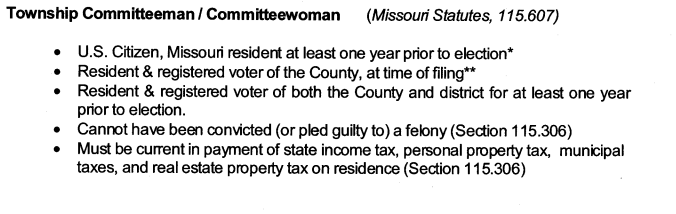 Township Committeeman / Committeewoman (Missouri Statutes, 115.607)
• U.S. Citizen, Missouri resident at least one year prior to election*
• Resident & registered voter of the County, at time of filing**
• Resident & registered voter of both the County and district for at least one year
prior to election.
• Cannot have been convicted (or pled guilty to) a felony (Section 115.306)
• Must be current in payment of state income tax, personal property tax, municipal
taxes, and real estate property tax on residence (Section 115.306)